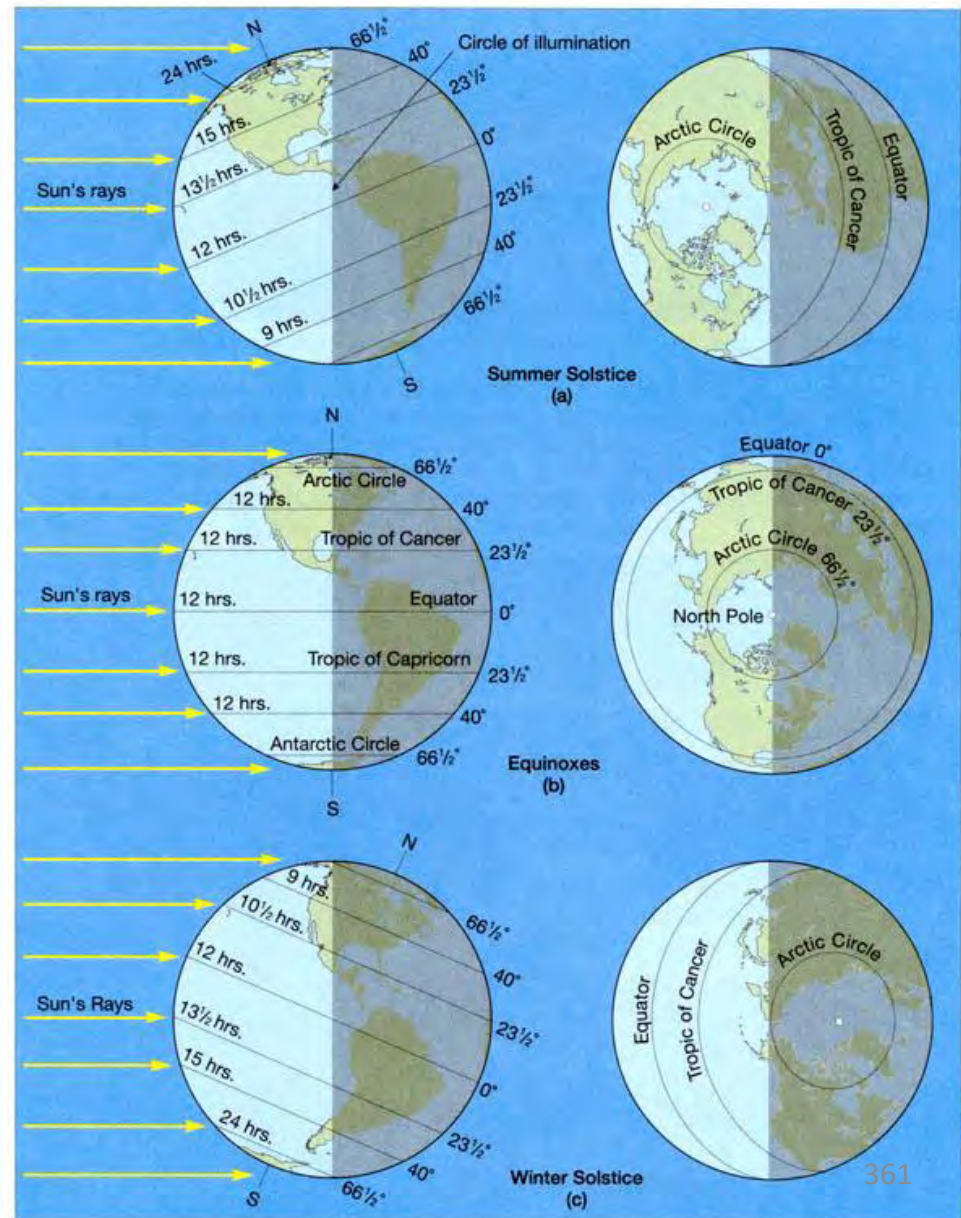 N
66½°
Circle of illumination
40°
24 hrs.
23½°
15 hrs.
0°
13½ hrs.
Sun's rays
23½°
12 hrs.
40°
10½ hrs.
66½°
9 hrs.
S
Arctic Circle
Tropic of Cancer
Equator
Summer Solstice
(a)
N
66½°
Arctic Circle
12 hrs.
40°
12 hrs.
Tropic of Cancer
23½°
Sun's rays
12 hrs.
Equator
0°
12 hrs.
Tropic of Capricorn
23½°
12 hrs.
40°
Antarctic Circle
66½°
S
Equator 0°
Tropic of Cancer 23½°
Arctic Circle 66½°
North Pole
Equinoxes
(b)
N
9 hrs.
66½°
10½ hrs.
40°
12 hrs.
23½°
Sun's Rays
13½ hrs.
0°
15 hrs.
23½°
24 hrs.
40°
S
66½°
Equator
Tropic of Cancer
Arctic Circle
Winter Solstice
(c)
361